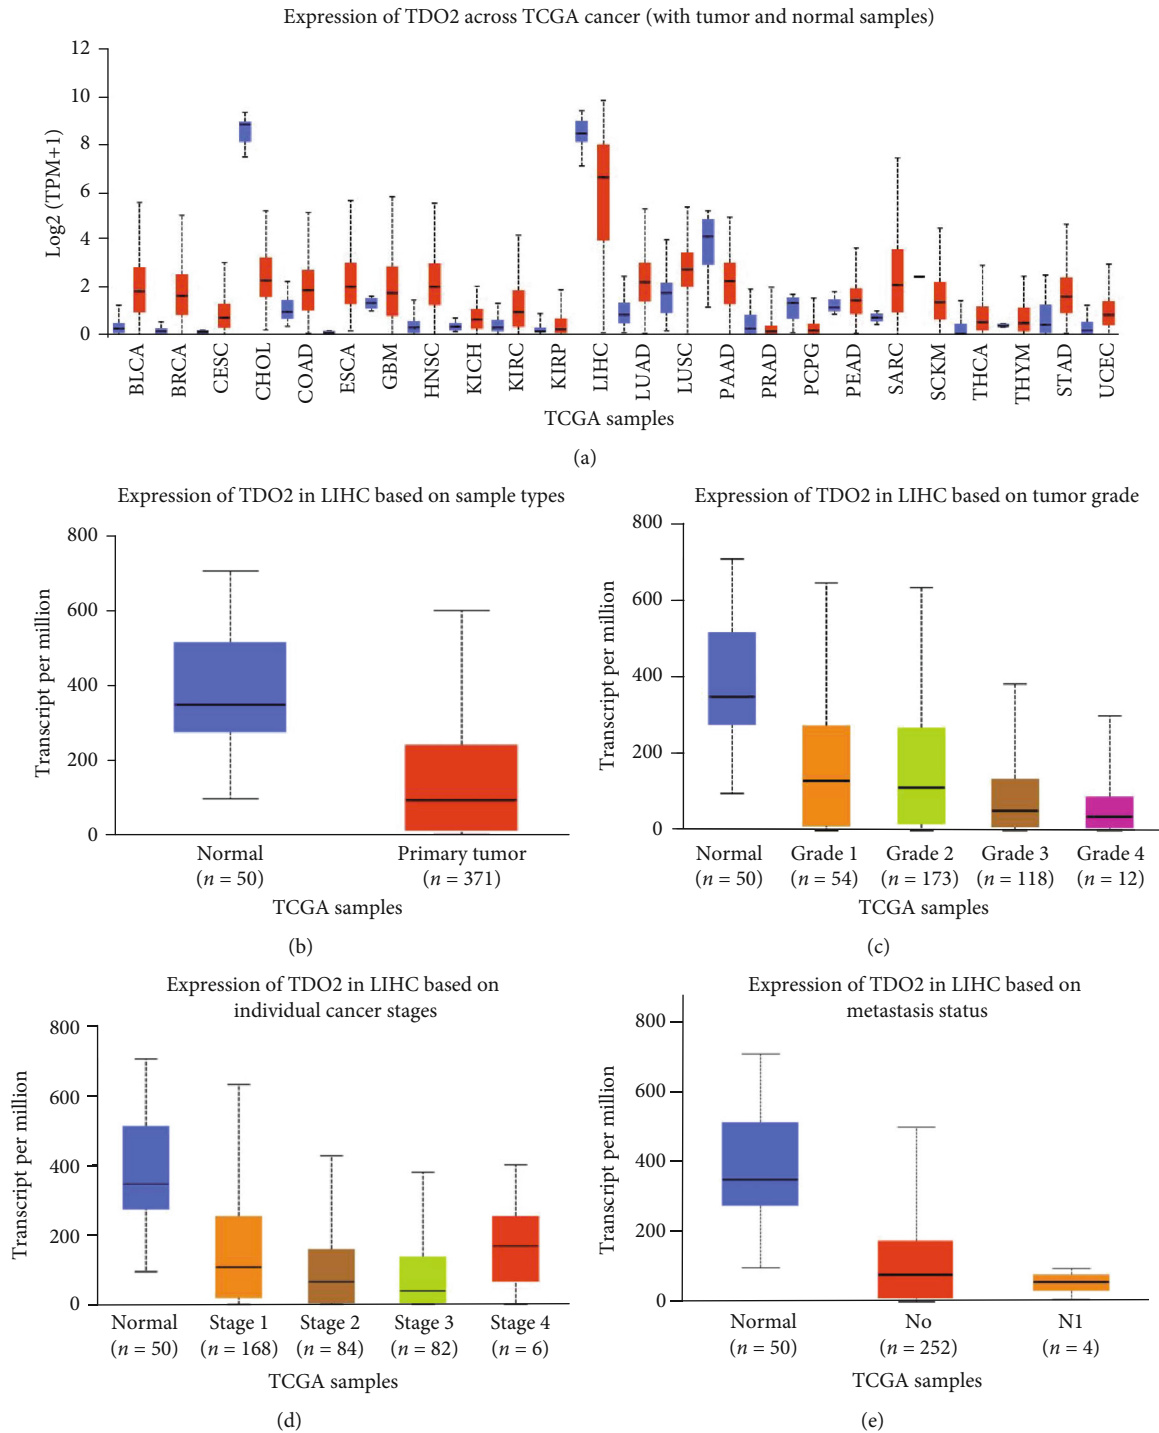 Expression of TDO2 across TCGA cancer (with tumor and normal samples)
12
10
8
6
4
2
0
Log2 (TPM+1)
BLCA
BRCA
CESC
CHOL
COAD
ESCA
GBM
HNSC
KICH
KIRC
KIRP
LIHC
LUAD
LUSC
PAAD
PRAD
PCPG
PEAD
SARC
SCKM
THCA
THYM
STAD
UCEC
TCGA samples
(a)
Expression of TDO2 in LIHC based on sample types
800
600
400
200
0
Transcript per million
Normal
(n = 50)
Primary tumor
(n = 371)
TCGA samples
(b)
Expression of TDO2 in LIHC based on tumor grade
800
600
400
200
0
Transcript per million
Normal
(n = 50)
Grade 1
(n = 54)
Grade 2
(n = 173)
Grade 3
(n = 118)
Grade 4
(n = 12)
TCGA samples
(c)
Expression of TDO2 in LIHC based on
individual cancer stages
800
600
400
200
0
Transcript per million
Normal
(n = 50)
Stage 1
(n = 168)
Stage 2
(n = 84)
Stage 3
(n = 82)
Stage 4
(n = 6)
TCGA samples
(d)
Expression of TDO2 in LIHC based on
metastasis status
800
600
400
200
0
Transcript per million
Normal
(n = 50)
No
(n = 252)
N1
(n = 4)
TCGA samples
(e)